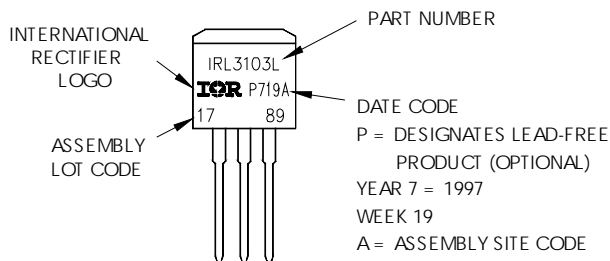 INTERNATIONAL
RECTIFIER
LOGO
ASSEMBLY
LOT CODE
IRL3103L
IOR P719A
17 89
PART NUMBER
DATE CODE
P = DESIGNATES LEAD-FREE
PRODUCT (OPTIONAL)
YEAR 7 = 1997
WEEK 19
A = ASSEMBLY SITE CODE